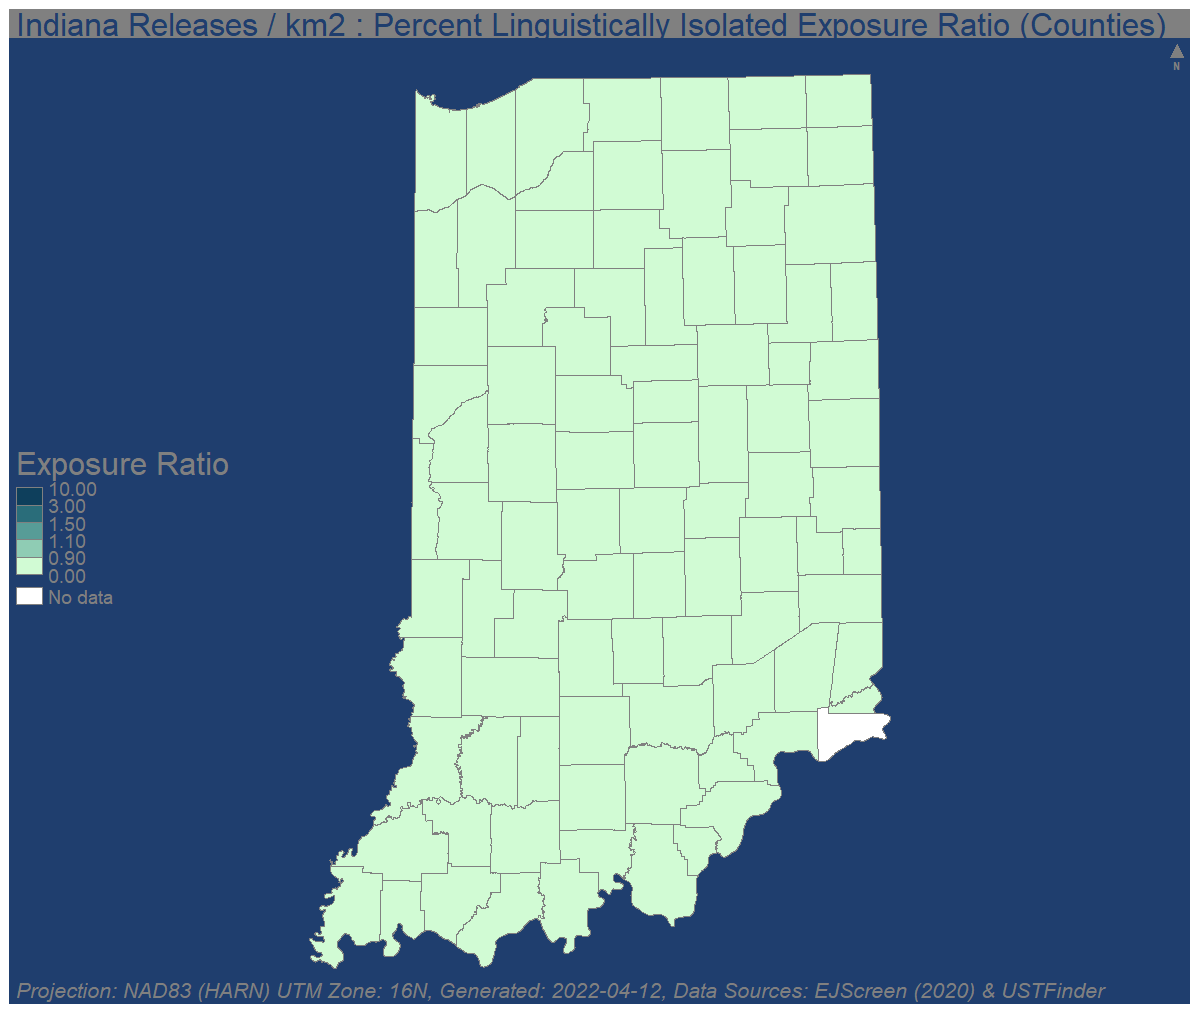 Indiana Releases / km2 : Percent Linguistically Isolated Exposure Ratio (Counties)
N
Exposure Ratio
10.00
3.00
1.50
1.10
0.90
0.00
No data
Projection: NAD83 (HARN) UTM Zone: 16N, Generated: 2022-04-12, Data Sources: EJScreen (2020) & USTFinder